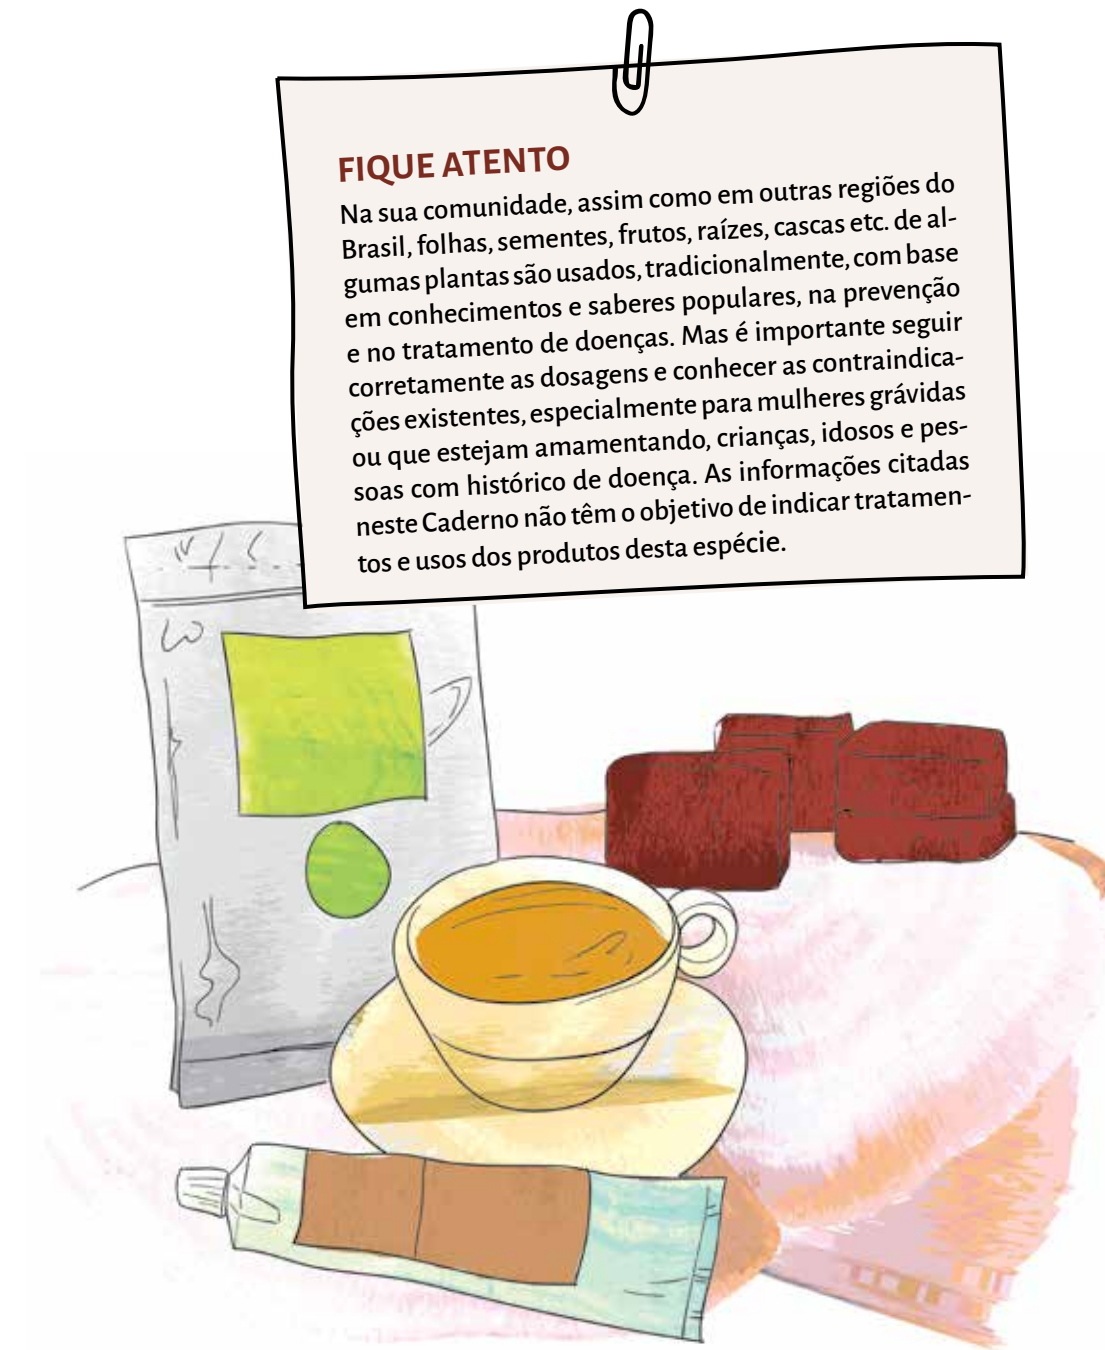 FIQUE ATENTO
Na sua comunidade, assim como em outras regiões do
Brasil, folhas, sementes, frutos, raízes, cascas etc. de al-
gumas plantas são usados, tradicionalmente, com base
em conhecimentos e saberes populares, na prevenção
e no tratamento de doenças. Mas é importante seguir
corretamente as dosagens e conhecer as contraindica-
ções existentes, especialmente para mulheres grávidas
ou que estejam amamentando, crianças, idosos e pes-
soas com histórico de doença. As informações citadas
neste Caderno não têm o objetivo de indicar tratamen-
tos e usos dos produtos desta espécie.